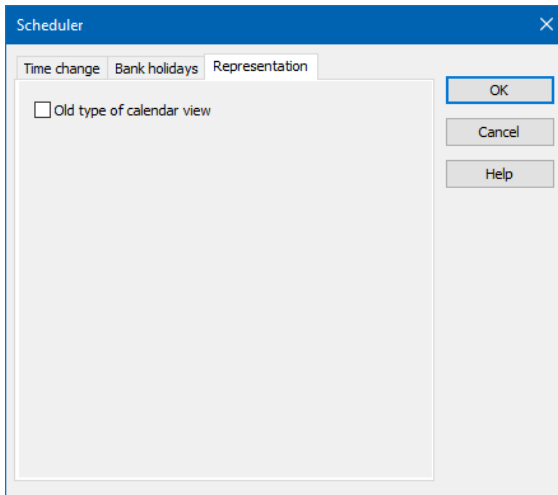 Scheduler
Time change Bank holidays Representation
OK
Old type of calendar view
Cancel
Help